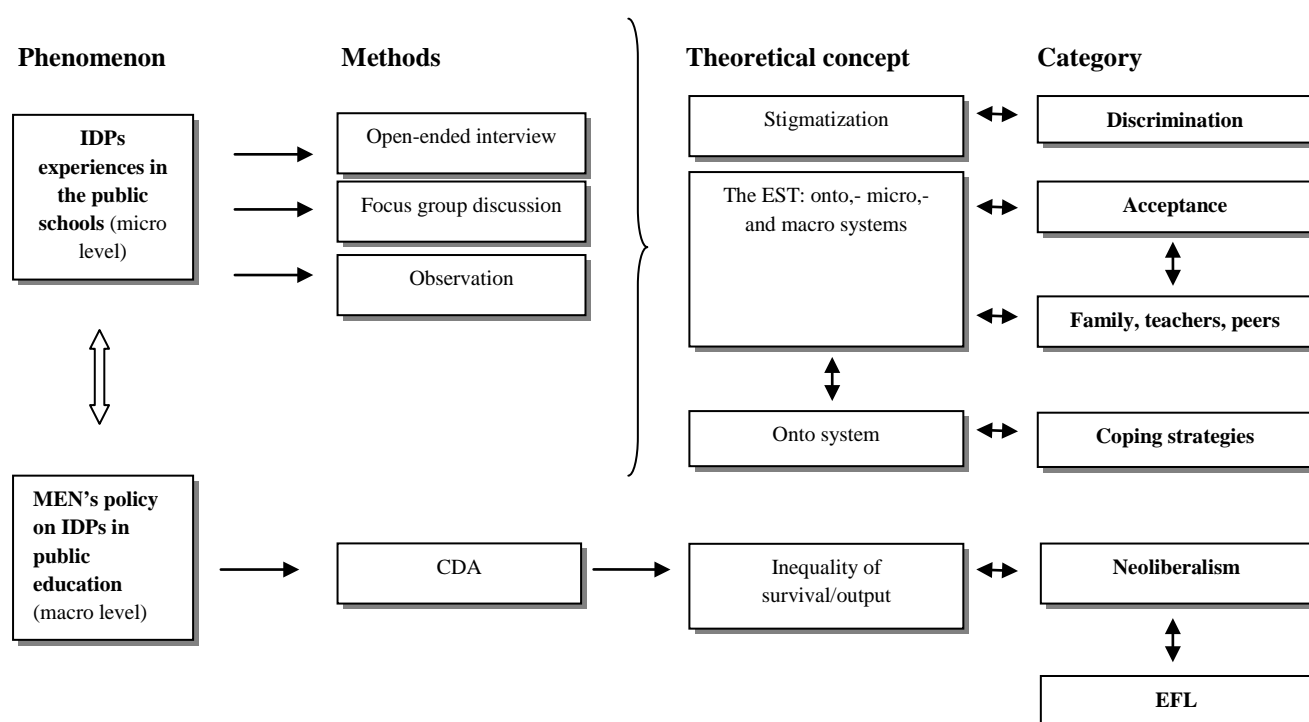 Phenomenon
Methods
Theoretical concept
Category
IDPs
experiences in
the public
schools (micro
level)
Open-ended interview
Focus group discussion
Observation
Stigmatization
Discrimination
The EST: onto,- micro,-
and macro systems
Acceptance
Family, teachers, peers
Onto system
Coping strategies
MEN's policy
on IDPs in
public
education
(macro level)
CDA
Inequality of
survival/output
Neoliberalism
EFL